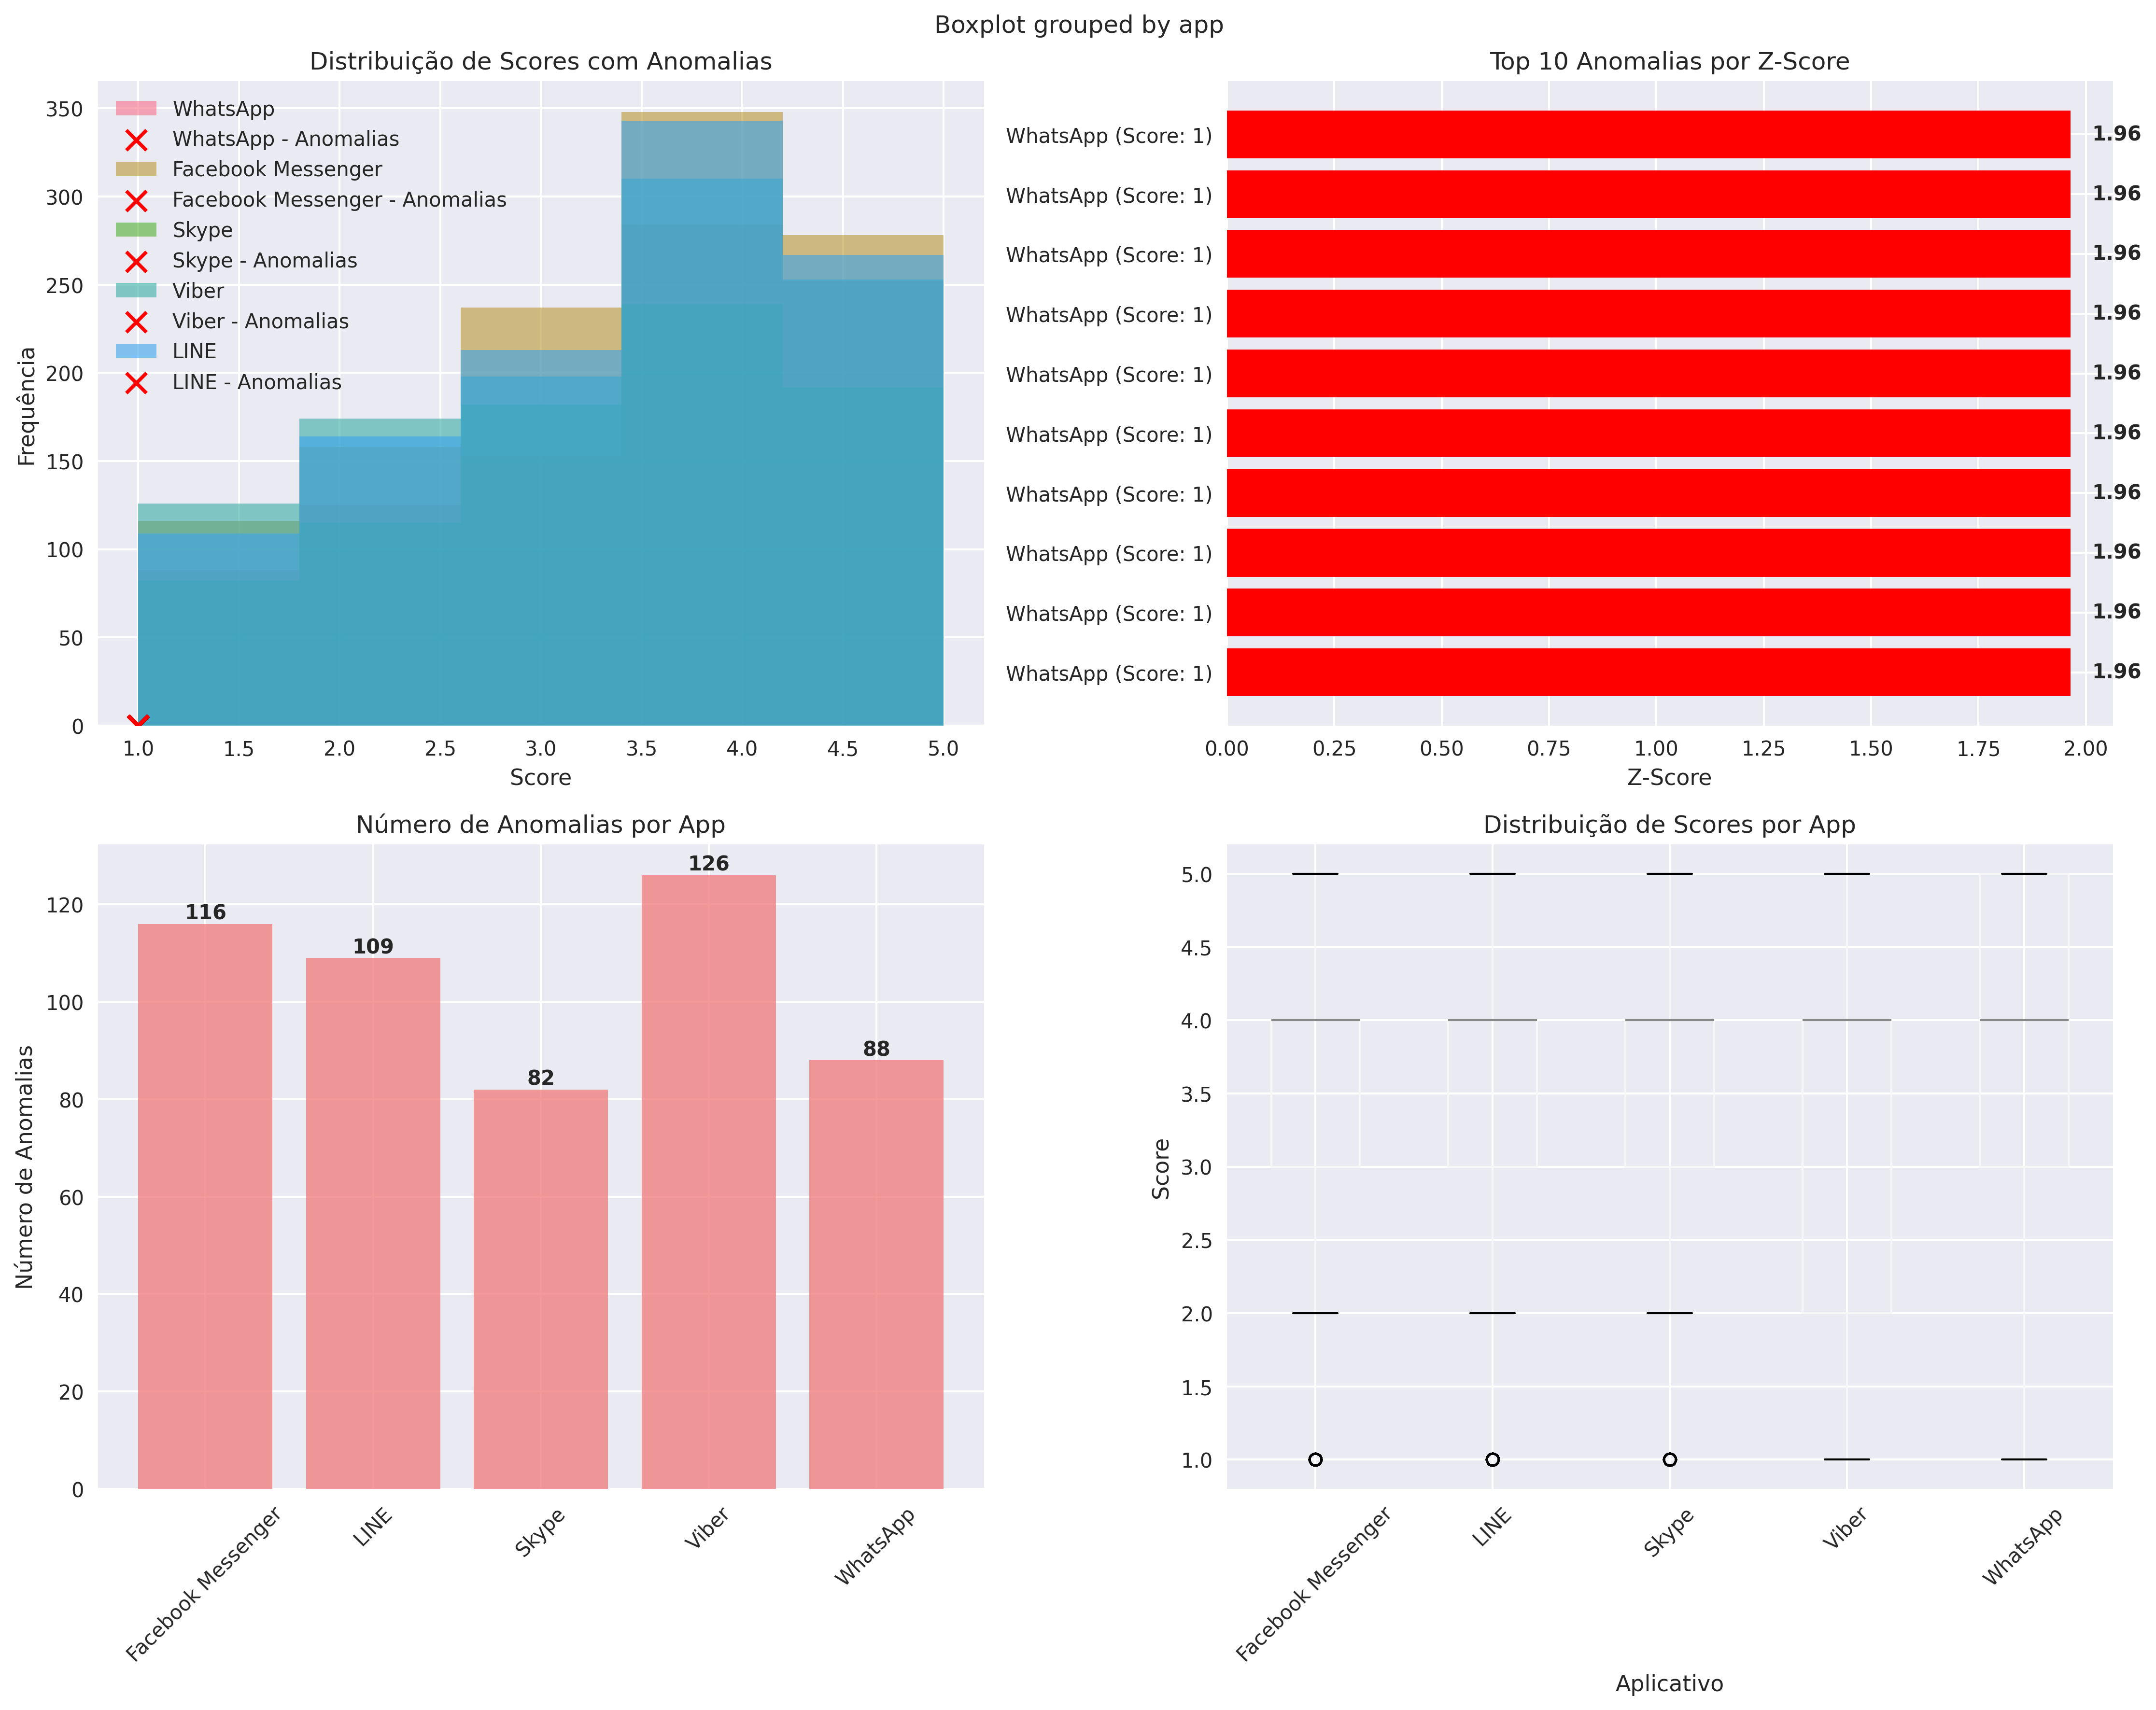 Boxplot grouped by app
Distribuição de Scores com Anomalias
350
300
250
200
150
100
50
0
Frequência
WhatsApp
WhatsApp - Anomalias
Facebook Messenger
Facebook Messenger - Anomalias
Skype
Skype - Anomalias
Viber
Viber - Anomalias
LINE
LINE - Anomalias
1.0 1.5 2.0 2.5 3.0 3.5 4.0 4.5 5.0
Score
Top 10 Anomalias por Z-Score
WhatsApp (Score: 1) 1.96
WhatsApp (Score: 1) 1.96
WhatsApp (Score: 1) 1.96
WhatsApp (Score: 1) 1.96
WhatsApp (Score: 1) 1.96
WhatsApp (Score: 1) 1.96
WhatsApp (Score: 1) 1.96
WhatsApp (Score: 1) 1.96
WhatsApp (Score: 1) 1.96
WhatsApp (Score: 1) 1.96
0.00 0.25 0.50 0.75 1.00 1.25 1.50 1.75 2.00
Z-Score
Número de Anomalias por App
120
100
80
60
40
20
0
Número de Anomalias
116
109
82
126
88
Facebook Messenger
LINE
Skype
Viber
WhatsApp
Distribuição de Scores por App
5.0
4.5
4.0
3.5
3.0
2.5
2.0
1.5
1.0
Score
Facebook Messenger
LINE
Skype
Viber
WhatsApp
Aplicativo